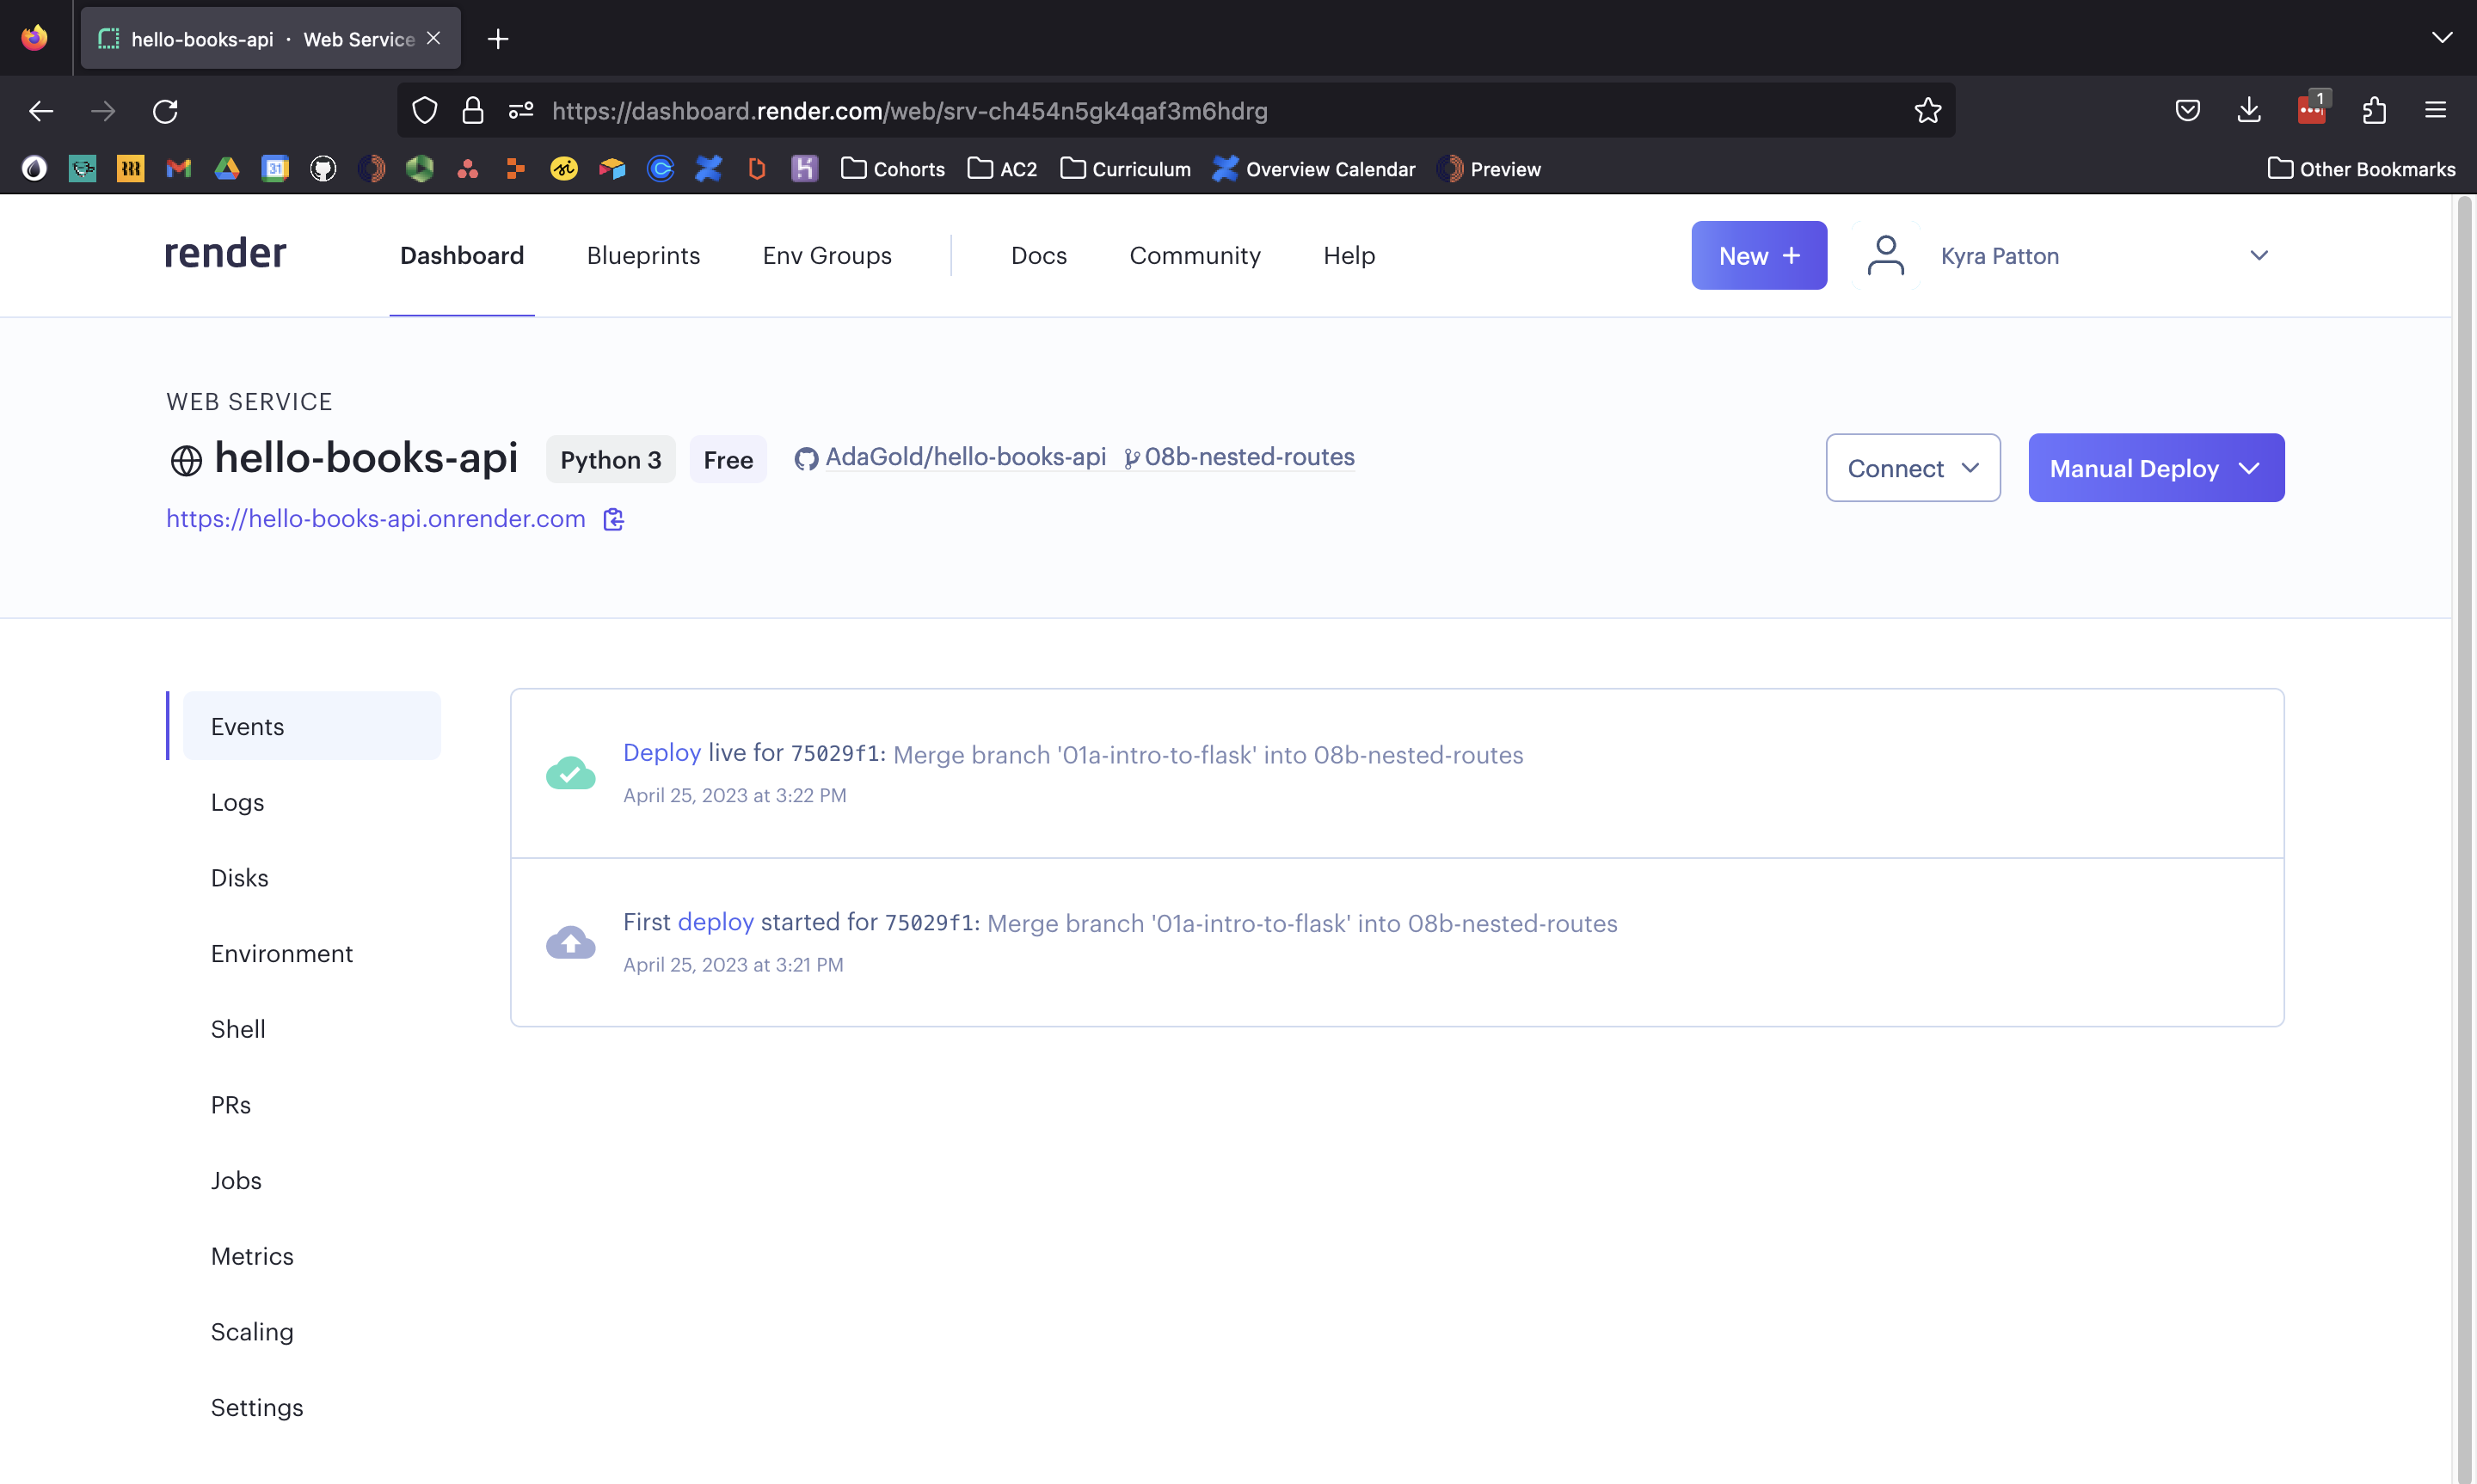 hello-books-api · Web Service
https://dashboard.render.com/web/srv-ch454n5gk4qaf3m6hdrg
1
31
Cohorts AC2 Curriculum Overview Calendar Preview Other Bookmarks
render Dashboard Blueprints Env Groups Docs Community Help New + Kyra Patton
WEB SERVICE
hello-books-api Python 3 Free AdaGold/hello-books-api 08b-nested-routes
Connect Manual Deploy
https://hello-books-api.onrender.com
Events
Logs
Disks
Environment
Shell
PRs
Jobs
Metrics
Scaling
Settings
Deploy live for 75029f1: Merge branch '01a-intro-to-flask' into 08b-nested-routes
April 25, 2023 at 3:22 PM
First deploy started for 75029f1: Merge branch '01a-intro-to-flask' into 08b-nested-routes
April 25, 2023 at 3:21 PM